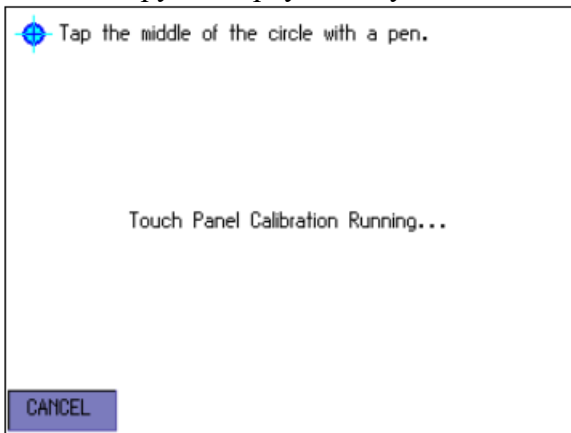 Tap the middle of the circle with a pen.
Touch Panel Calibration Running...
CANCEL